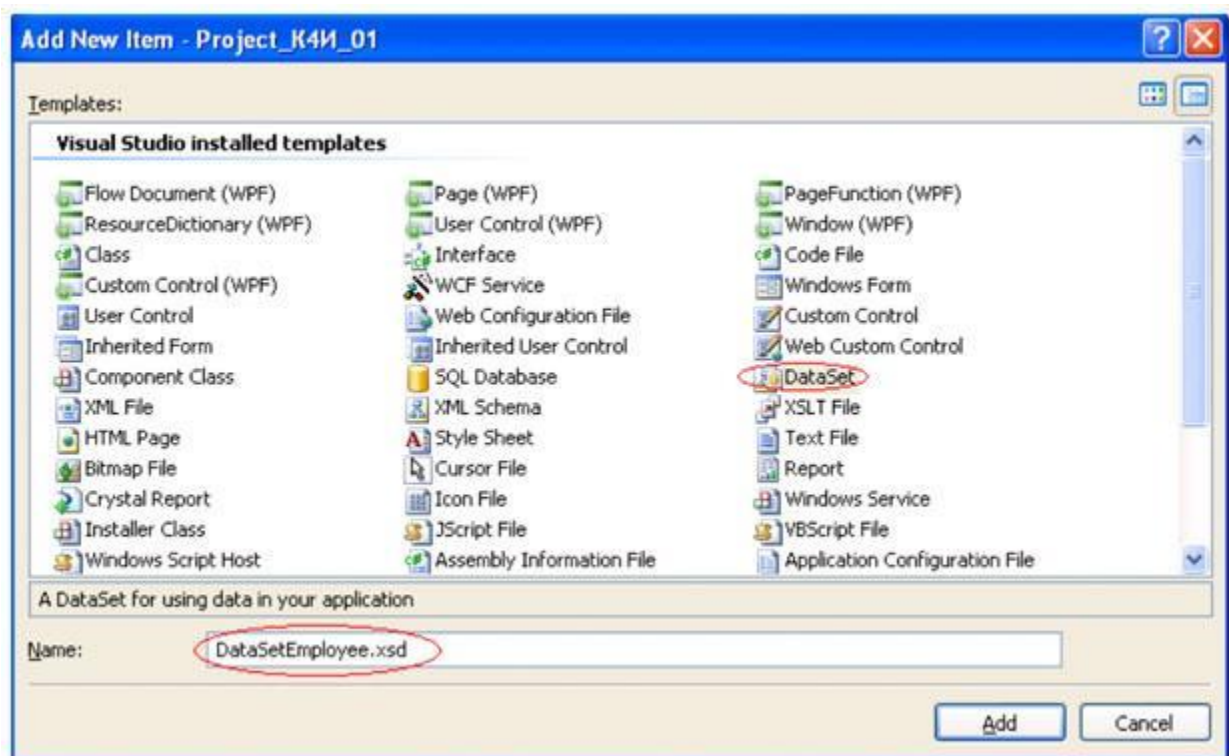 Add New Item - Project_К4И_01
Templates:
Visual Studio installed templates
Flow Document (WPF) Page (WPF) PageFunction (WPF)
ResourceDictionary (WPF) User Control (WPF) Window (WPF)
Class Interface Code File
Custom Control (WPF) WCF Service Windows Form
User Control Web Configuration File Custom Control
Inherited Form Inherited User Control Web Custom Control
Component Class SQL Database DataSet
XML File XML Schema XSLT File
HTML Page Style Sheet Text File
Bitmap File Cursor File Report
Crystal Report Icon File Windows Service
Installer Class JScript File VBScript File
Windows Script Host Assembly Information File Application Configuration File
A DataSet for using data in your application
Name: DataSetEmployee.xsd
Add Cancel